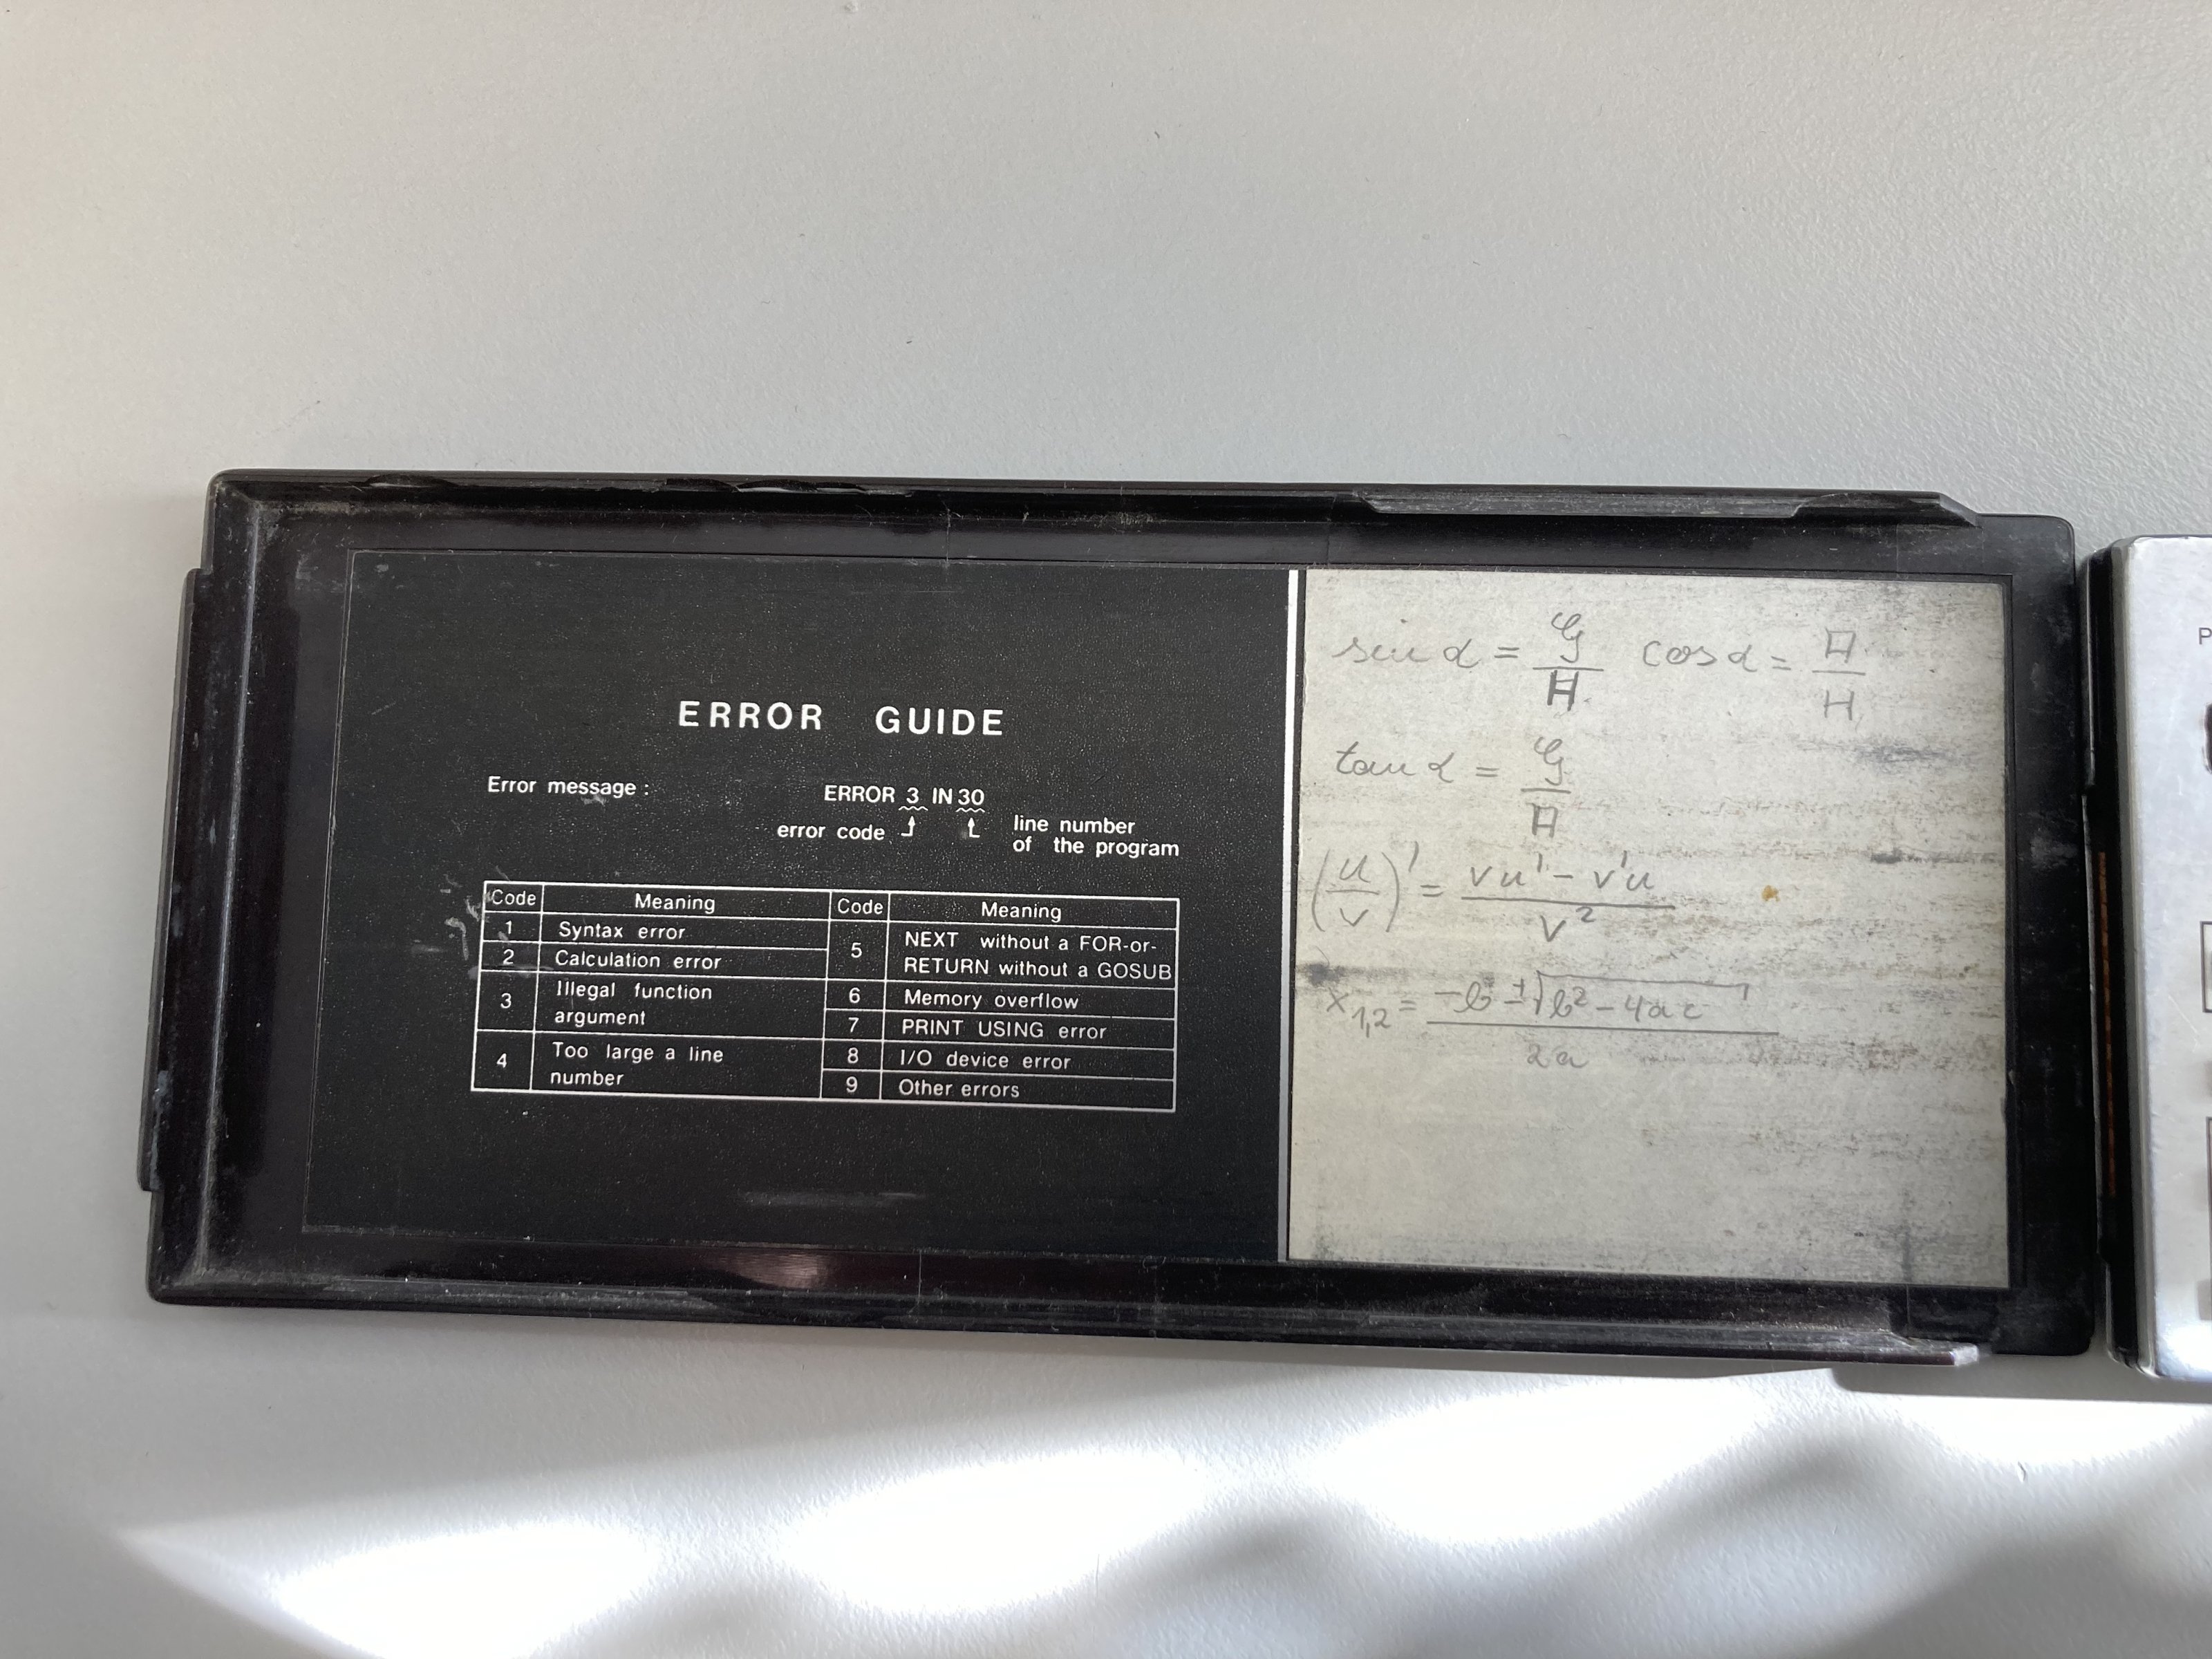 ERROR GUIDE
Error message : ERROR 3 IN 30
error code
line number
of the program
Code Meaning
1 Syntax error
2 Calculation error
3 Illegal function
argument
4 Too large a line
number
Code Meaning
5 NEXT without a FOR-or-
RETURN without a GOSUB
6 Memory overflow
7 PRINT USING error
8 I/O device error
9 Other errors
sin α = G/H cos α = A/H
tan α = G/A
(u/v)' = (vu' - v'u)/v²
x1,2 = (-b ± √(b² - 4ac))/2a
P